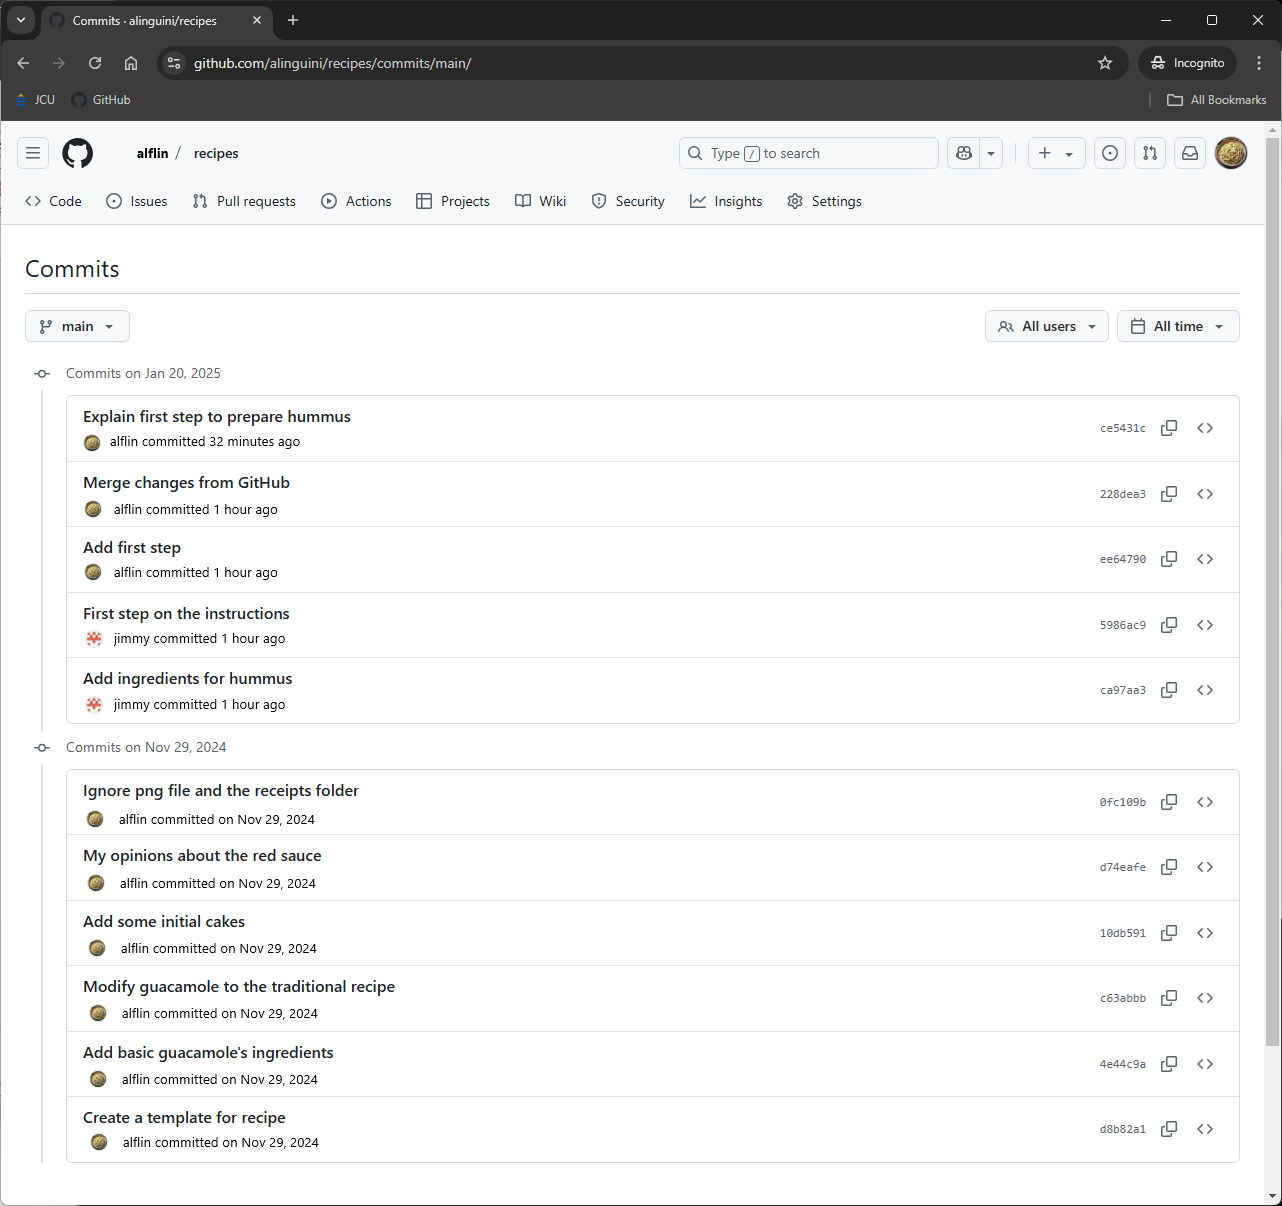 Commits · alinguini/recipes
github.com/alinguini/recipes/commits/main/
Incognito
JCU
GitHub
All Bookmarks
alflin / recipes
Type / to search
Code
Issues
Pull requests
Actions
Projects
Wiki
Security
Insights
Settings
Commits
main
All users
All time
Commits on Jan 20, 2025
Explain first step to prepare hummus
alflin committed 32 minutes ago
ce5431c
Merge changes from GitHub
alflin committed 1 hour ago
228dea3
Add first step
alflin committed 1 hour ago
ee64790
First step on the instructions
jimmy committed 1 hour ago
5986ac9
Add ingredients for hummus
jimmy committed 1 hour ago
ca97aa3
Commits on Nov 29, 2024
Ignore png file and the receipts folder
alflin committed on Nov 29, 2024
0fc109b
My opinions about the red sauce
alflin committed on Nov 29, 2024
d74eafe
Add some initial cakes
alflin committed on Nov 29, 2024
10db591
Modify guacamole to the traditional recipe
alflin committed on Nov 29, 2024
c63abbb
Add basic guacamole's ingredients
alflin committed on Nov 29, 2024
4e44c9a
Create a template for recipe
alflin committed on Nov 29, 2024
d8b82a1